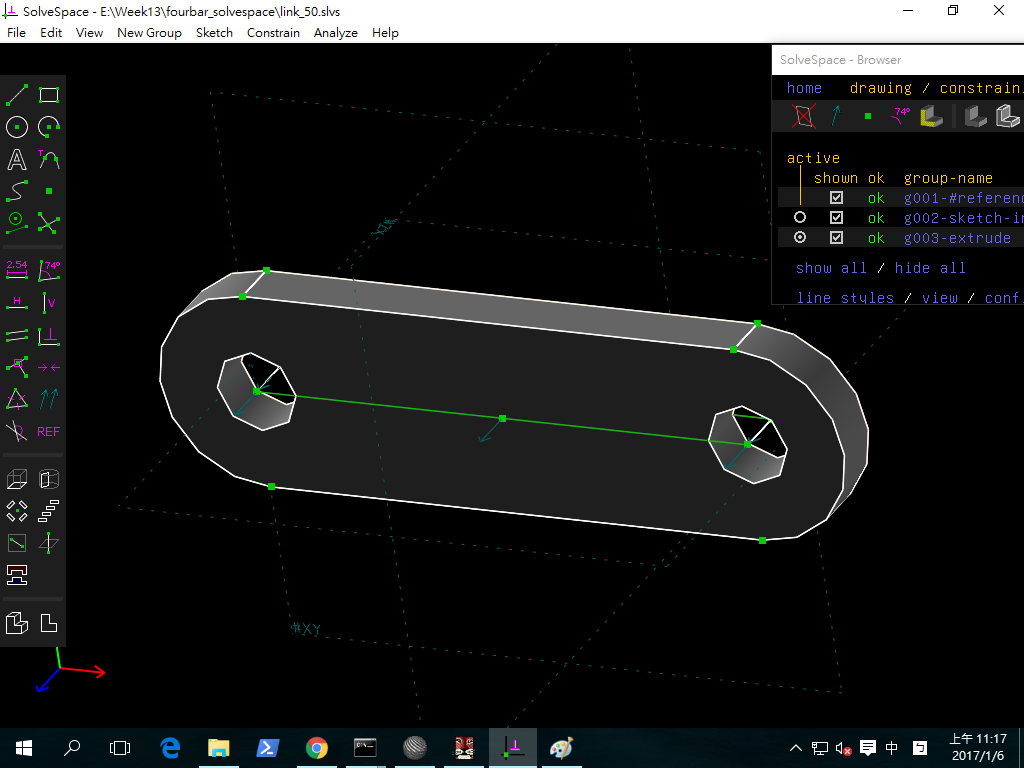 SolveSpace - E:\Week13\fourbar_solvespace\link_50.slvs
File Edit View New Group Sketch Constrain Analyze Help
SolveSpace - Browser
home drawing / constrain.
74°
active
shown ok group-name
ok g001-#referenc
ok g002-sketch-in
ok g003-extrude
show all / hide all
line styles / view / conf
A T
2.54 74°
H V
REF
#XY
上午 11:17
中
2017/1/6